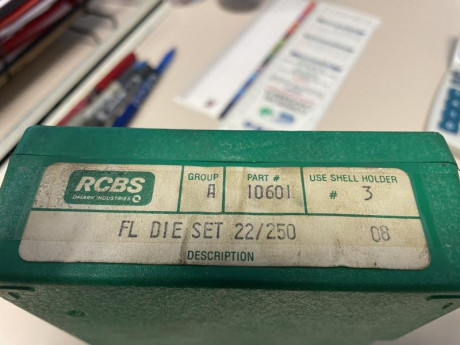 RCBS
OMARK INDUSTRIES
GROUP
A
PART #
10601
USE SHELL HOLDER
# 3
FL DIE SET 22/250 08
DESCRIPTION